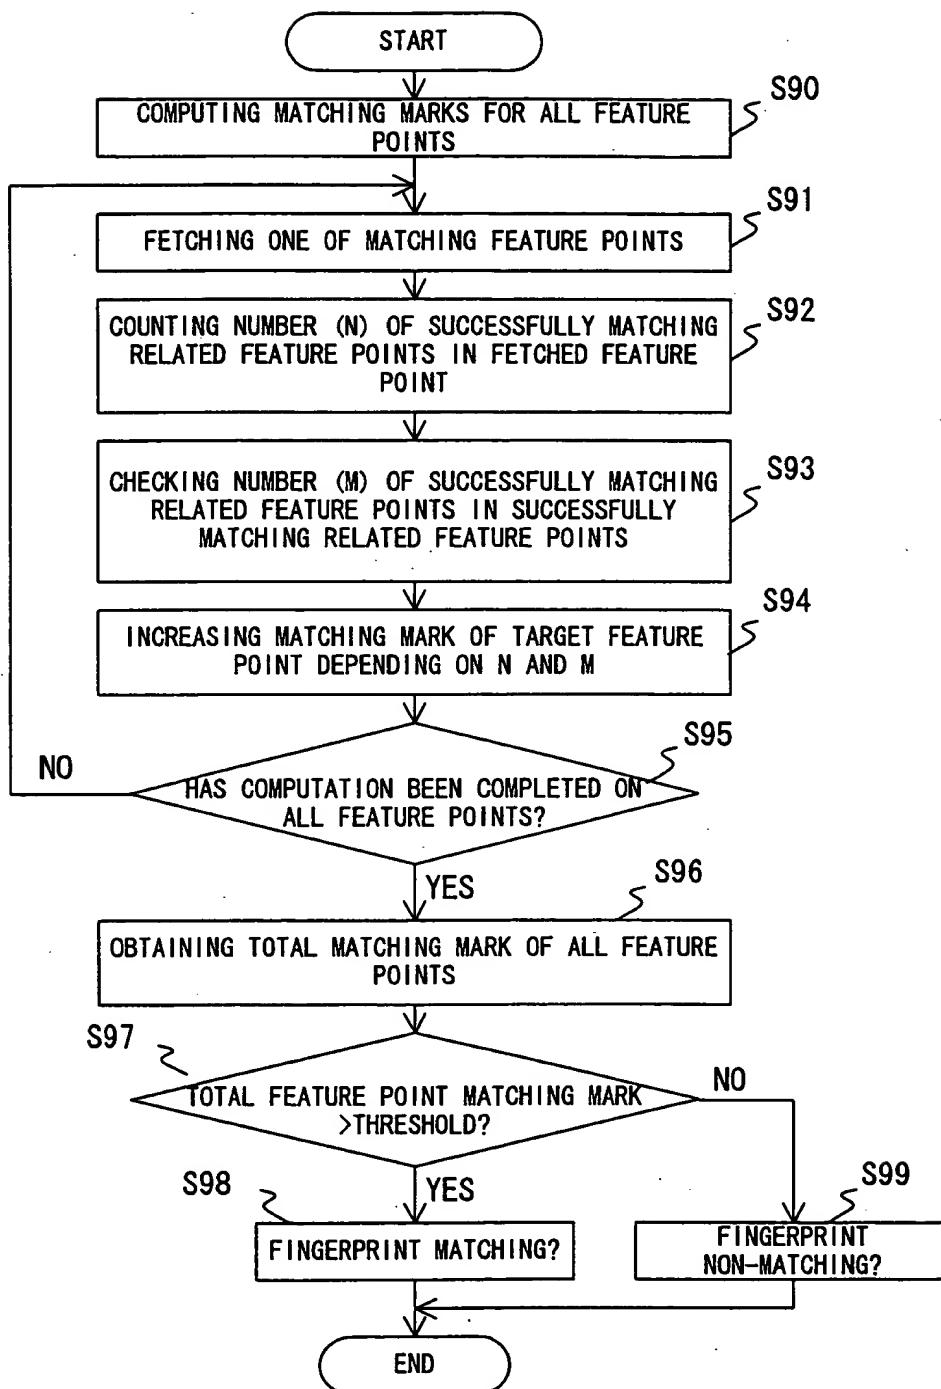 START
S90
COMPUTING MATCHING MARKS FOR ALL FEATURE
POINTS
S91
FETCHING ONE OF MATCHING FEATURE POINTS
S92
COUNTING NUMBER (N) OF SUCCESSFULLY MATCHING
RELATED FEATURE POINTS IN FETCHED FEATURE
POINT
S93
CHECKING NUMBER (M) OF SUCCESSFULLY MATCHING
RELATED FEATURE POINTS IN SUCCESSFULLY
MATCHING RELATED FEATURE POINTS
S94
INCREASING MATCHING MARK OF TARGET FEATURE
POINT DEPENDING ON N AND M
S95
NO
HAS COMPUTATION BEEN COMPLETED ON
ALL FEATURE POINTS?
YES
S96
OBTAINING TOTAL MATCHING MARK OF ALL FEATURE
POINTS
S97
NO
TOTAL FEATURE POINT MATCHING MARK
>THRESHOLD?
YES
S98
S99
FINGERPRINT MATCHING?
FINGERPRINT
NON-MATCHING?
END